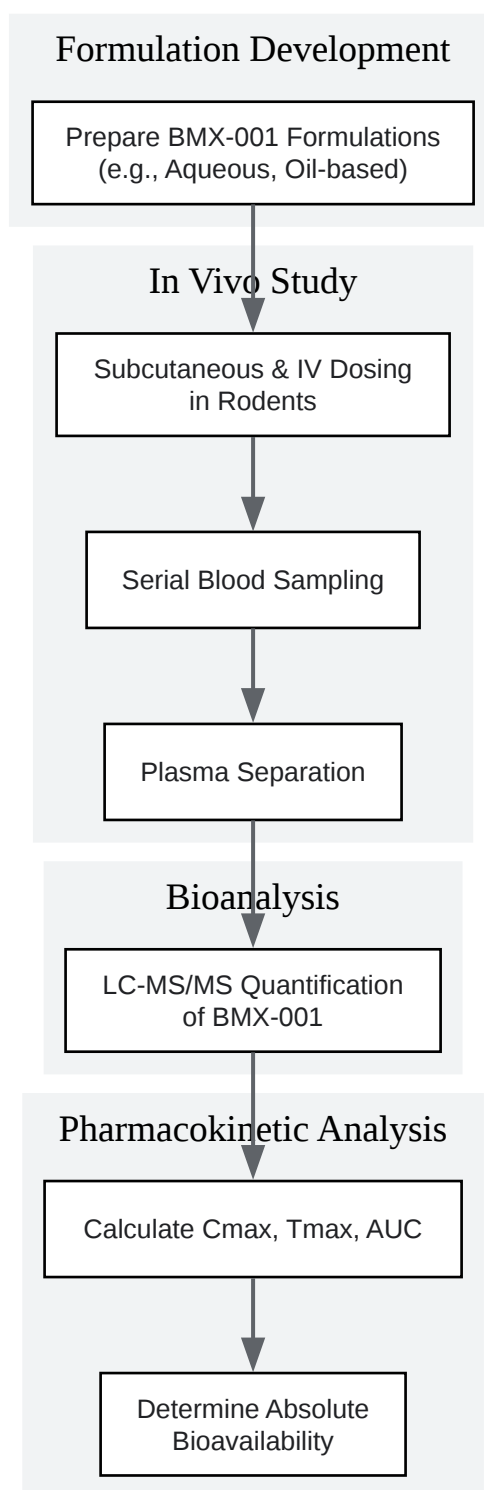 Formulation Development
Prepare BMX-001 Formulations
(e.g., Aqueous, Oil-based)
In Vivo Study
Subcutaneous & IV Dosing
in Rodents
Serial Blood Sampling
Plasma Separation
Bioanalysis
LC-MS/MS Quantification
of BMX-001
Pharmacokinetic Analysis
Calculate Cmax, Tmax, AUC
Determine Absolute
Bioavailability